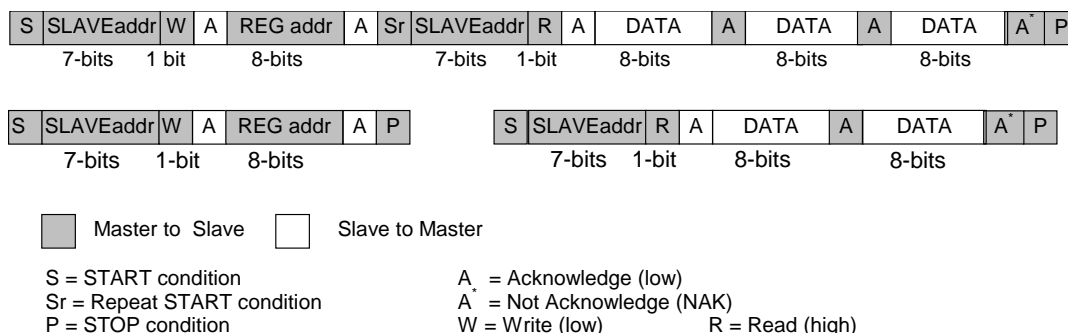 S SLAVEaddr W A REG addr A Sr SLAVEaddr R A DATA A DATA A DATA A* P
7-bits 1 bit 8-bits 7-bits 1-bit 8-bits 8-bits 8-bits
S SLAVEaddr W A REG addr A P S SLAVEaddr R A DATA A DATA A* P
7-bits 1-bit 8-bits 7-bits 1-bit 8-bits 8-bits
Master to Slave Slave to Master
S = START condition A = Acknowledge (low)
Sr = Repeat START condition A* = Not Acknowledge (NAK)
P = STOP condition W = Write (low) R = Read (high)